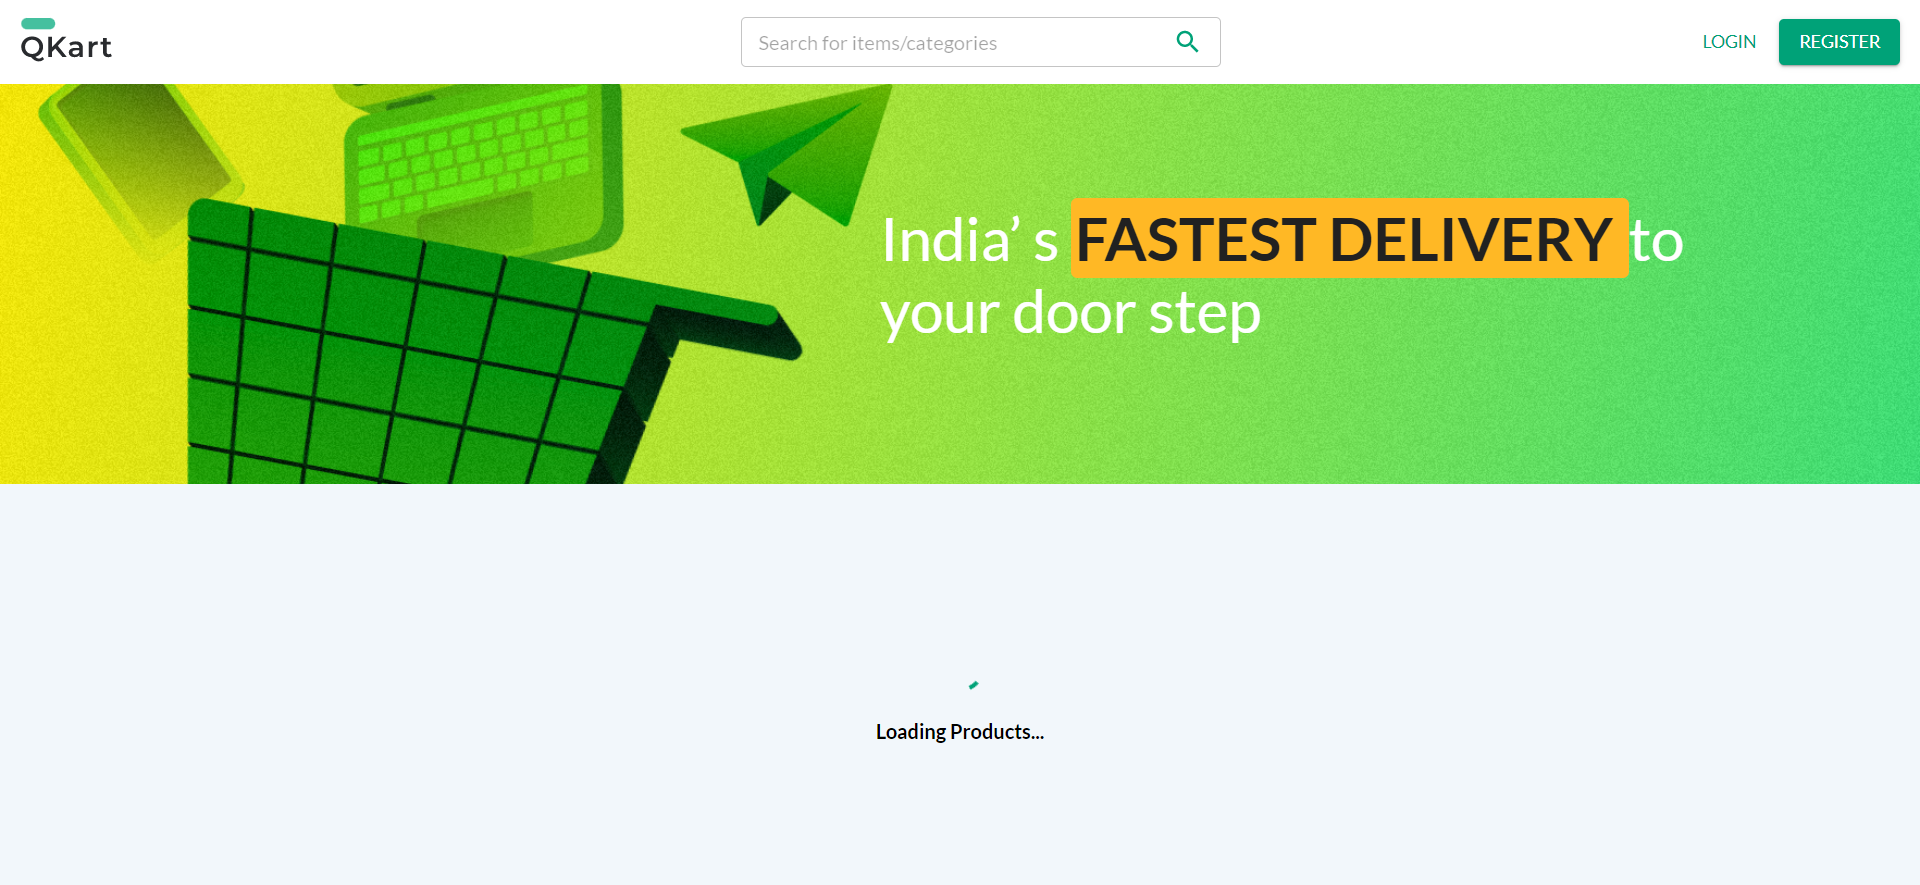 QKart
Search for items/categories
LOGIN
REGISTER
India’ s FASTEST DELIVERY to
your door step
Loading Products...